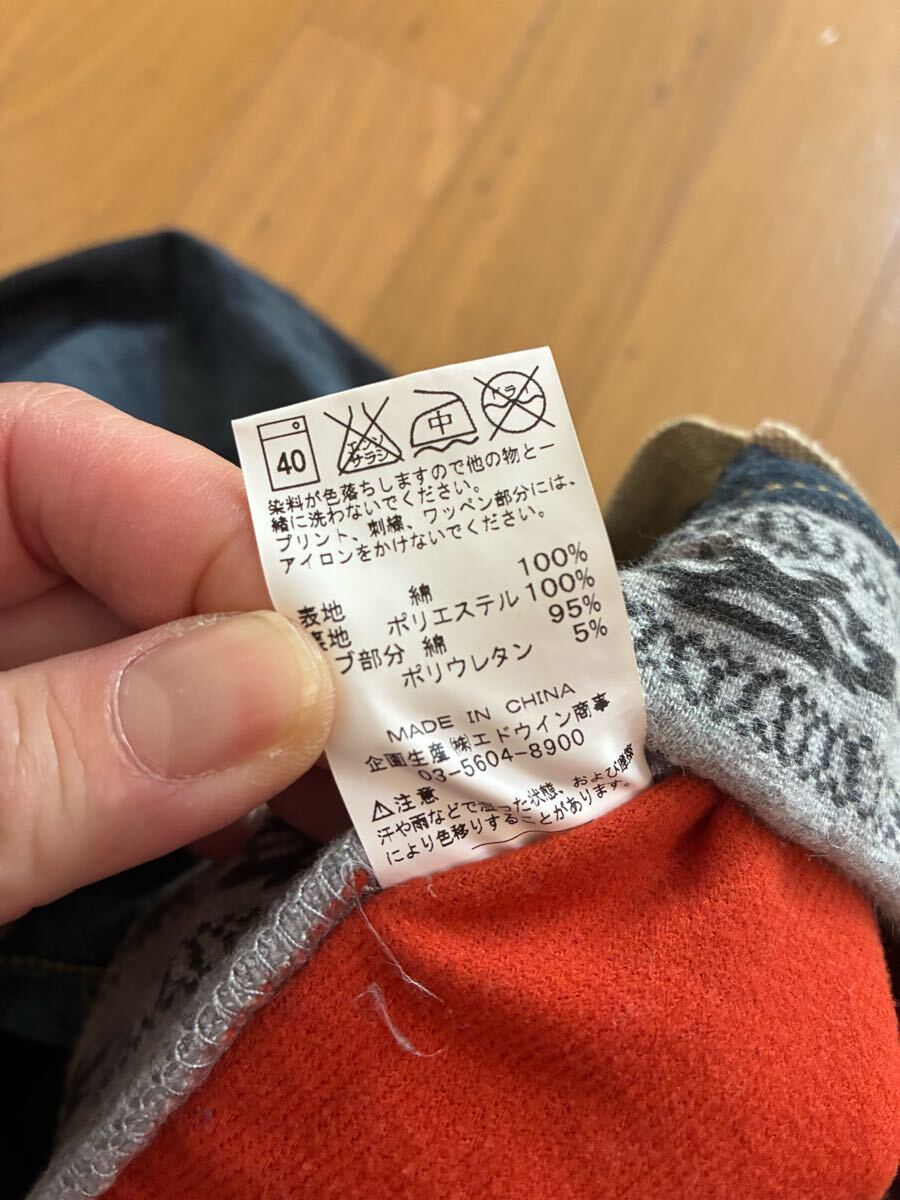 40
エンソ
サラシ
中
ドライ
染料が色落ちしますので他の物と一
緒に洗わないでください。
プリント、刺繍、ワッペン部分には、
アイロンをかけないでください。
表地 綿 100%
地 ポリエステル 100%
ブ部分 綿 95%
ポリウレタン 5%
MADE IN CHINA
企画生産㈱エドウイン商事
03-5604-8900
⚠注意
汗や雨などで湿った状態、および摩擦
により色移りすることがあります。